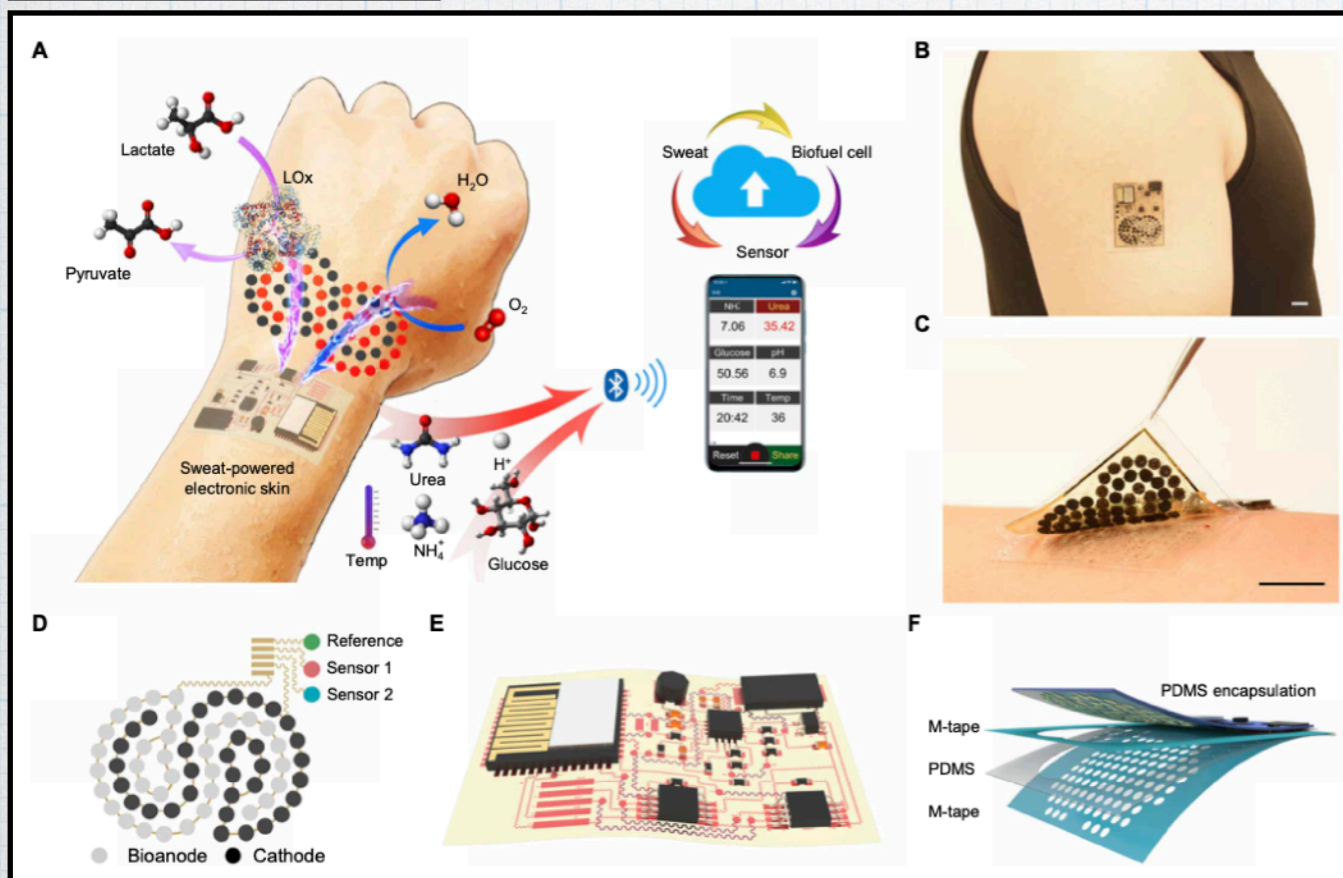 A
Lactate
LOx
H₂O
Pyruvate
O₂
Sweat-powered
electronic skin
Urea
H⁺
Temp
NH₄⁺
Glucose
Sweat
Biofuel cell
Sensor
Urea
7.06
35.42
Glucose
pH
50.56
6.9
Time
Temp
20:42
36
Reset
Share
B
C
D
Reference
Sensor 1
Sensor 2
Bioanode
Cathode
E
F
PDMS encapsulation
M-tape
PDMS
M-tape